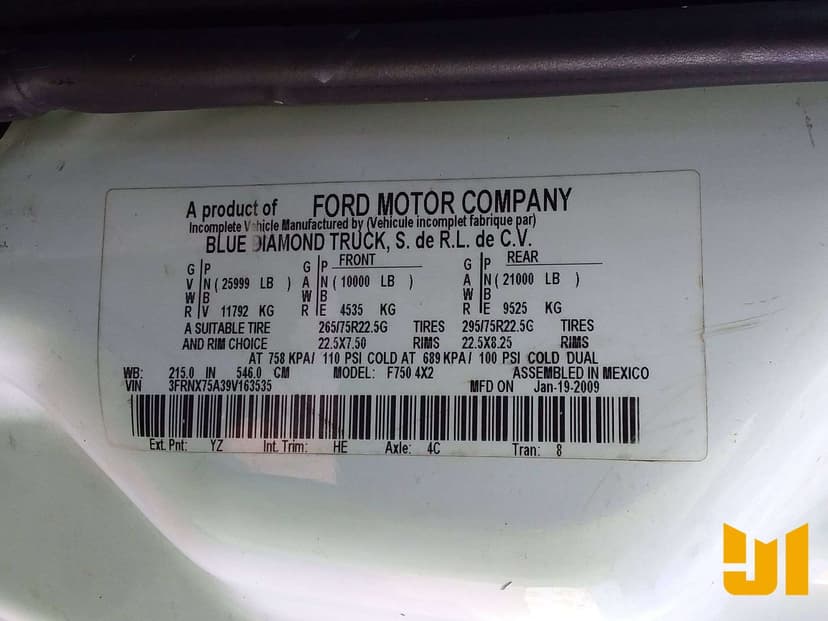 A product of FORD MOTOR COMPANY
Incomplete Vehicle Manufactured by (Vehicule incomplet fabrique par)
BLUE DIAMOND TRUCK, S. de R.L. de C.V.
FRONT REAR
G P G P G P
V N ( 25999 LB ) A N ( 10000 LB ) A N ( 21000 LB )
W B W B W B
R V 11792 KG R E 4535 KG R E 9525 KG
A SUITABLE TIRE 265/75R22.5G TIRES 295/75R22.5G TIRES
AND RIM CHOICE 22.5X7.50 RIMS 22.5X8.25 RIMS
AT 758 KPA/ 110 PSI COLD AT 689 KPA/ 100 PSI COLD DUAL
WB: 215.0 IN 546.0 CM MODEL: F750 4X2 ASSEMBLED IN MEXICO
VIN 3FRNX75A39V163535 MFD ON Jan-19-2009
Ext. Pnt: YZ Int. Trim: HE Axle: 4C Tran: 8